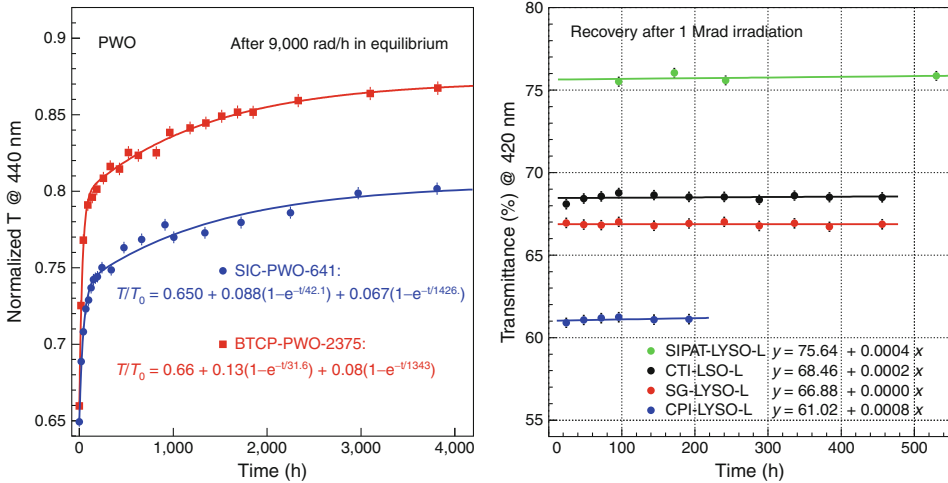 PWO
After 9,000 rad/h in equilibrium
Normalized T @ 440 nm
0.9
0.85
0.8
0.75
0.7
0.65
SIC-PWO-641:
T/T₀ = 0.650 + 0.088(1–e^–t/42.1) + 0.067(1–e^–t/1426.)
BTCP-PWO-2375:
T/T₀ = 0.66 + 0.13(1–e^–t/31.6) + 0.08(1–e^–t/1343)
0
1,000
2,000
3,000
4,000
Time (h)
Recovery after 1 Mrad irradiation
Transmittance (%) @ 420 nm
80
75
70
65
60
55
SIPAT-LYSO-L y = 75.64 + 0.0004 x
CTI-LSO-L y = 68.46 + 0.0002 x
SG-LYSO-L y = 66.88 + 0.0000 x
CPI-LYSO-L y = 61.02 + 0.0008 x
0
100
200
300
400
500
Time (h)